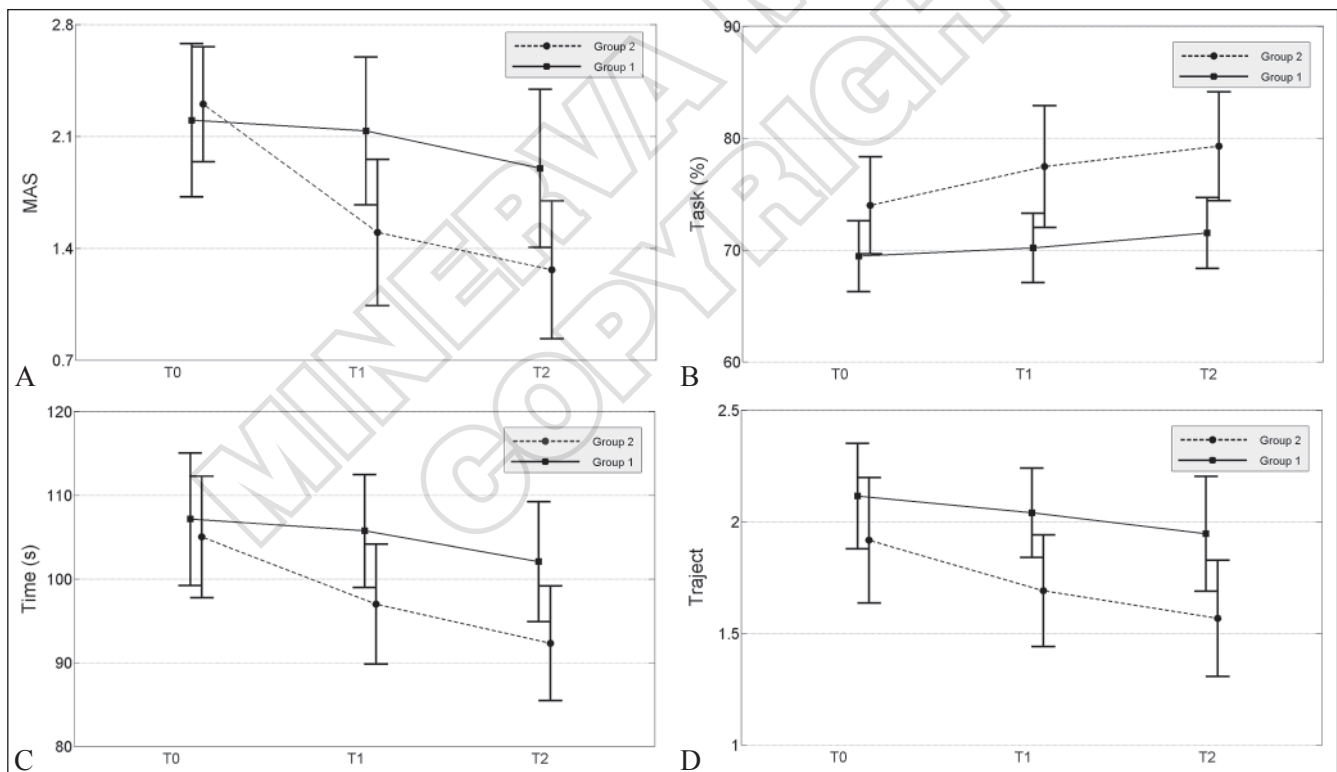 MINERVA M
COPYRIGH
2.8
2.1
1.4
0.7
MAS
T0
T1
T2
Group 2
Group 1
A
90
80
70
60
Task (%)
T0
T1
T2
Group 2
Group 1
B
120
110
100
90
80
Time (s)
T0
T1
T2
Group 2
Group 1
C
2.5
2
1.5
1
Traject
T0
T1
T2
Group 2
Group 1
D